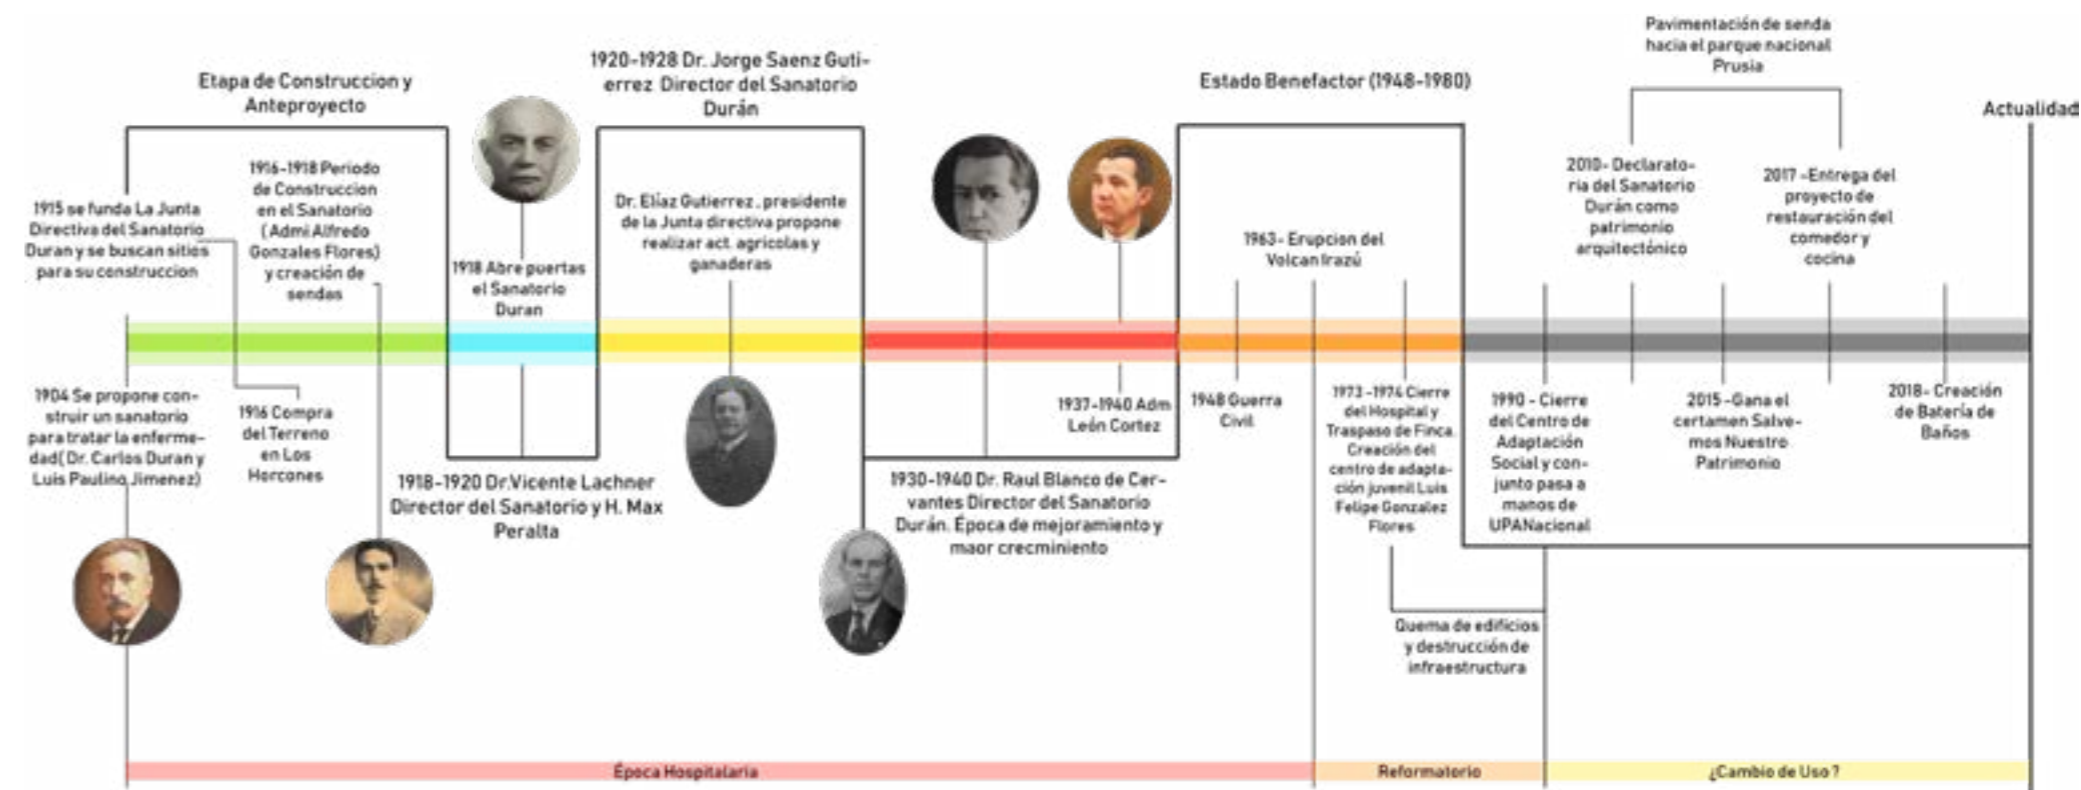 Etapa de Construccion y
Anteproyecto
1915 se funda La Junta
Directiva del Sanatorio
Duran y se buscan sitios
para su construccion
1916-1918 Periodo
de Construccion
en el Sanatorio
( Admi Alfredo
Gonzales Flores)
y creación de
sendas
1904 Se propone con-
struir un sanatorio
para tratar la enferme-
dad( Dr. Carlos Duran y
Luis Paulino Jimenez)
1916 Compra
del Terreno
en Los
Horcones
1918 Abre puertas
el Sanatorio
Duran
1918-1920 Dr.Vicente Lachner
Director del Sanatorio y H. Max
Peralta
1920-1928 Dr. Jorge Saenz Guti-
errez Director del Sanatorio
Durán
Dr. Elíaz Gutierrez , presidente
de la Junta directiva propone
realizar act. agricolas y
ganaderas
1930-1940 Dr. Raul Blanco de Cer-
vantes Director del Sanatorio
Durán. Época de mejoramiento y
maor crecminiento
1937-1940 Adm
León Cortez
Estado Benefactor (1948-1980)
1948 Guerra
Civil
1963- Erupcion del
Volcan Irazú
1973 -1974 Cierre
del Hospital y
Traspaso de Finca.
Creación del
centro de adapta-
ción juvenil Luis
Felipe Gonzalez
Flores
Quema de edificios
y destrucción de
infraestructura
1990 - Cierre
del Centro de
Adaptación
Social y con-
junto pasa a
manos de
UPANacional
Pavimentación de senda
hacia el parque nacional
Prusia
2010- Declarato-
ria del Sanatorio
Durán como
patrimonio
arquitectónico
2015 -Gana el
certamen Salve-
mos Nuestro
Patrimonio
2017 -Entrega del
proyecto de
restauración del
comedor y
cocina
2018- Creación
de Batería de
Baños
Actualidad
Época Hospitalaria
Reformatorio
¿Cambio de Uso ?